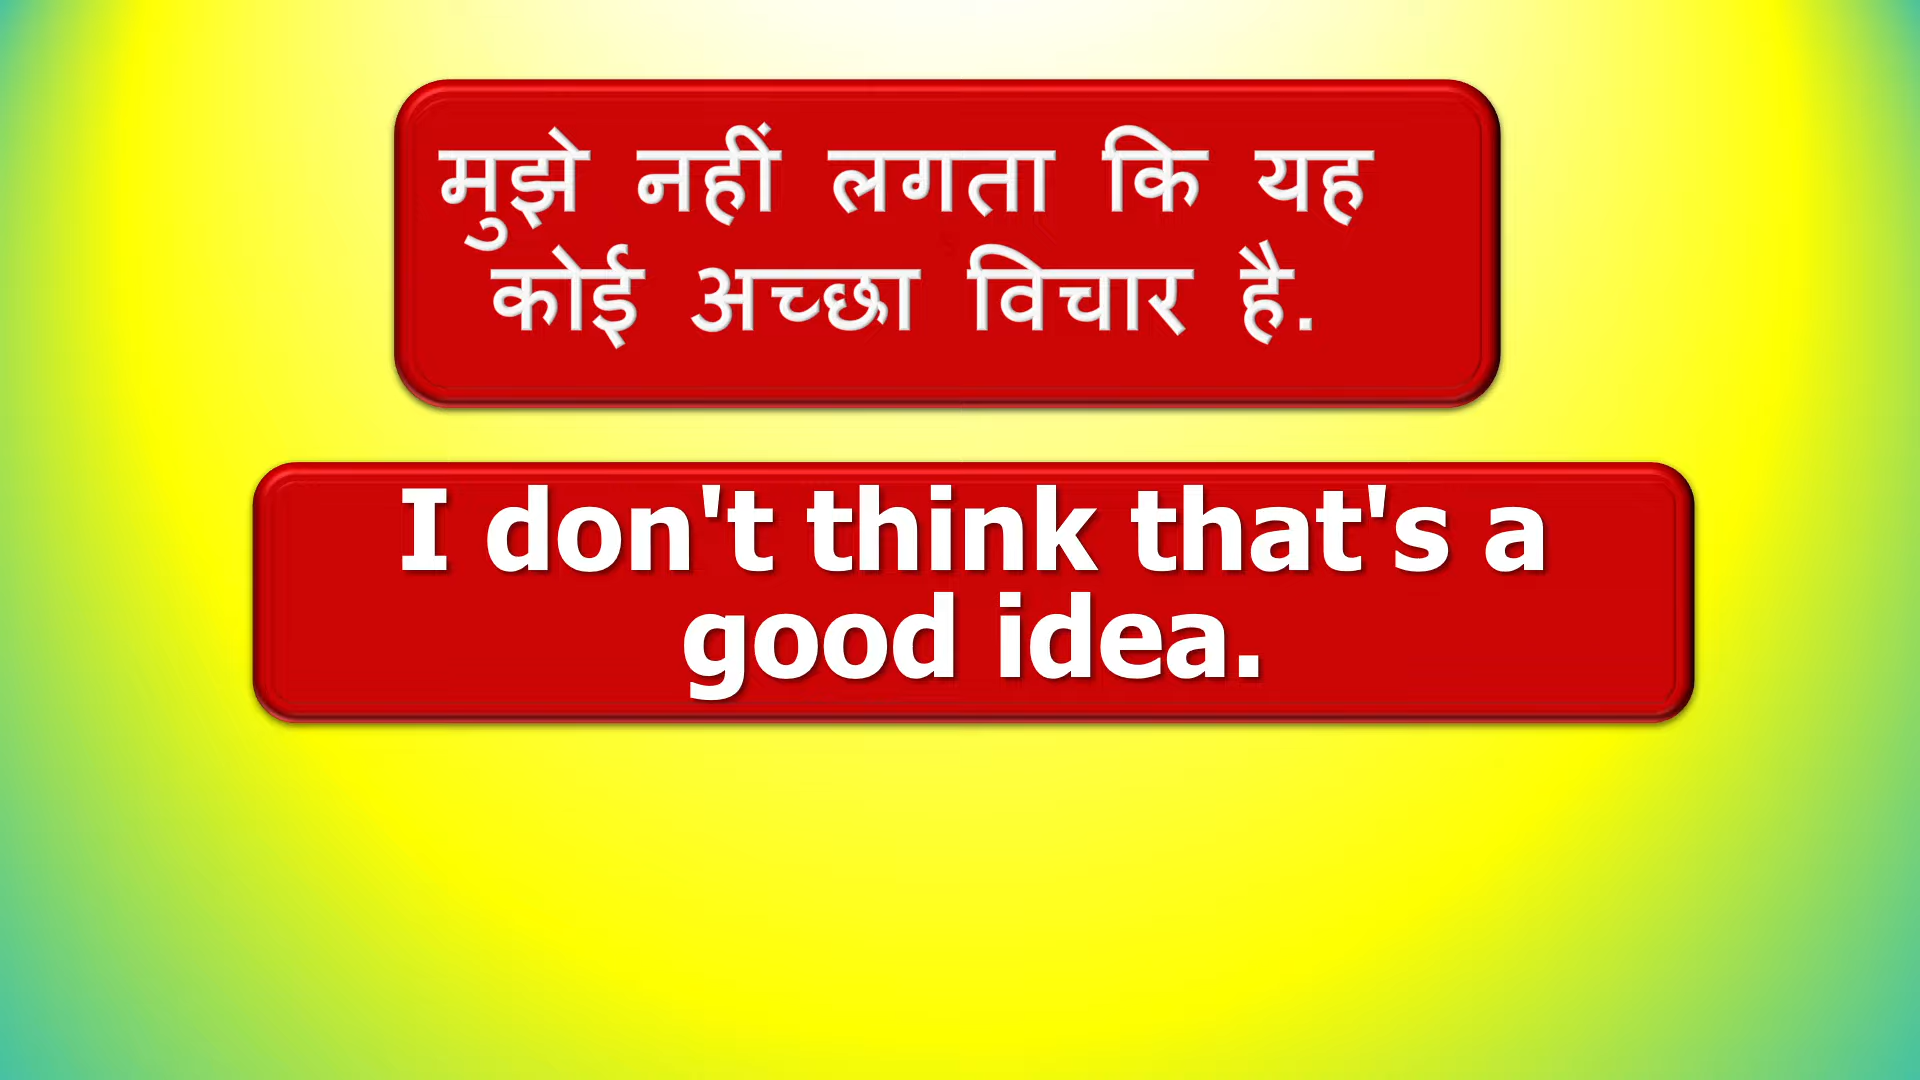 मुझे नहीं लगता कि यह
कोई अच्छा विचार है.
I don't think that's a
good idea.